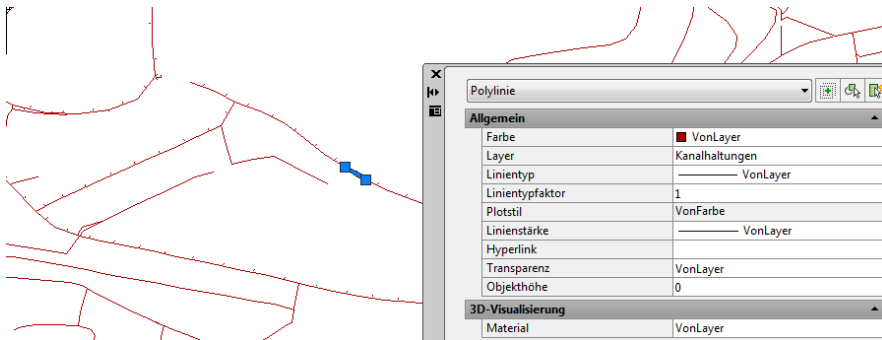 Polylinie
Allgemein
Farbe VonLayer
Layer Kanalhaltungen
Linientyp VonLayer
Linientypfaktor 1
Plotstil VonFarbe
Linienstärke VonLayer
Hyperlink
Transparenz VonLayer
Objekthöhe 0
3D-Visualisierung
Material VonLayer